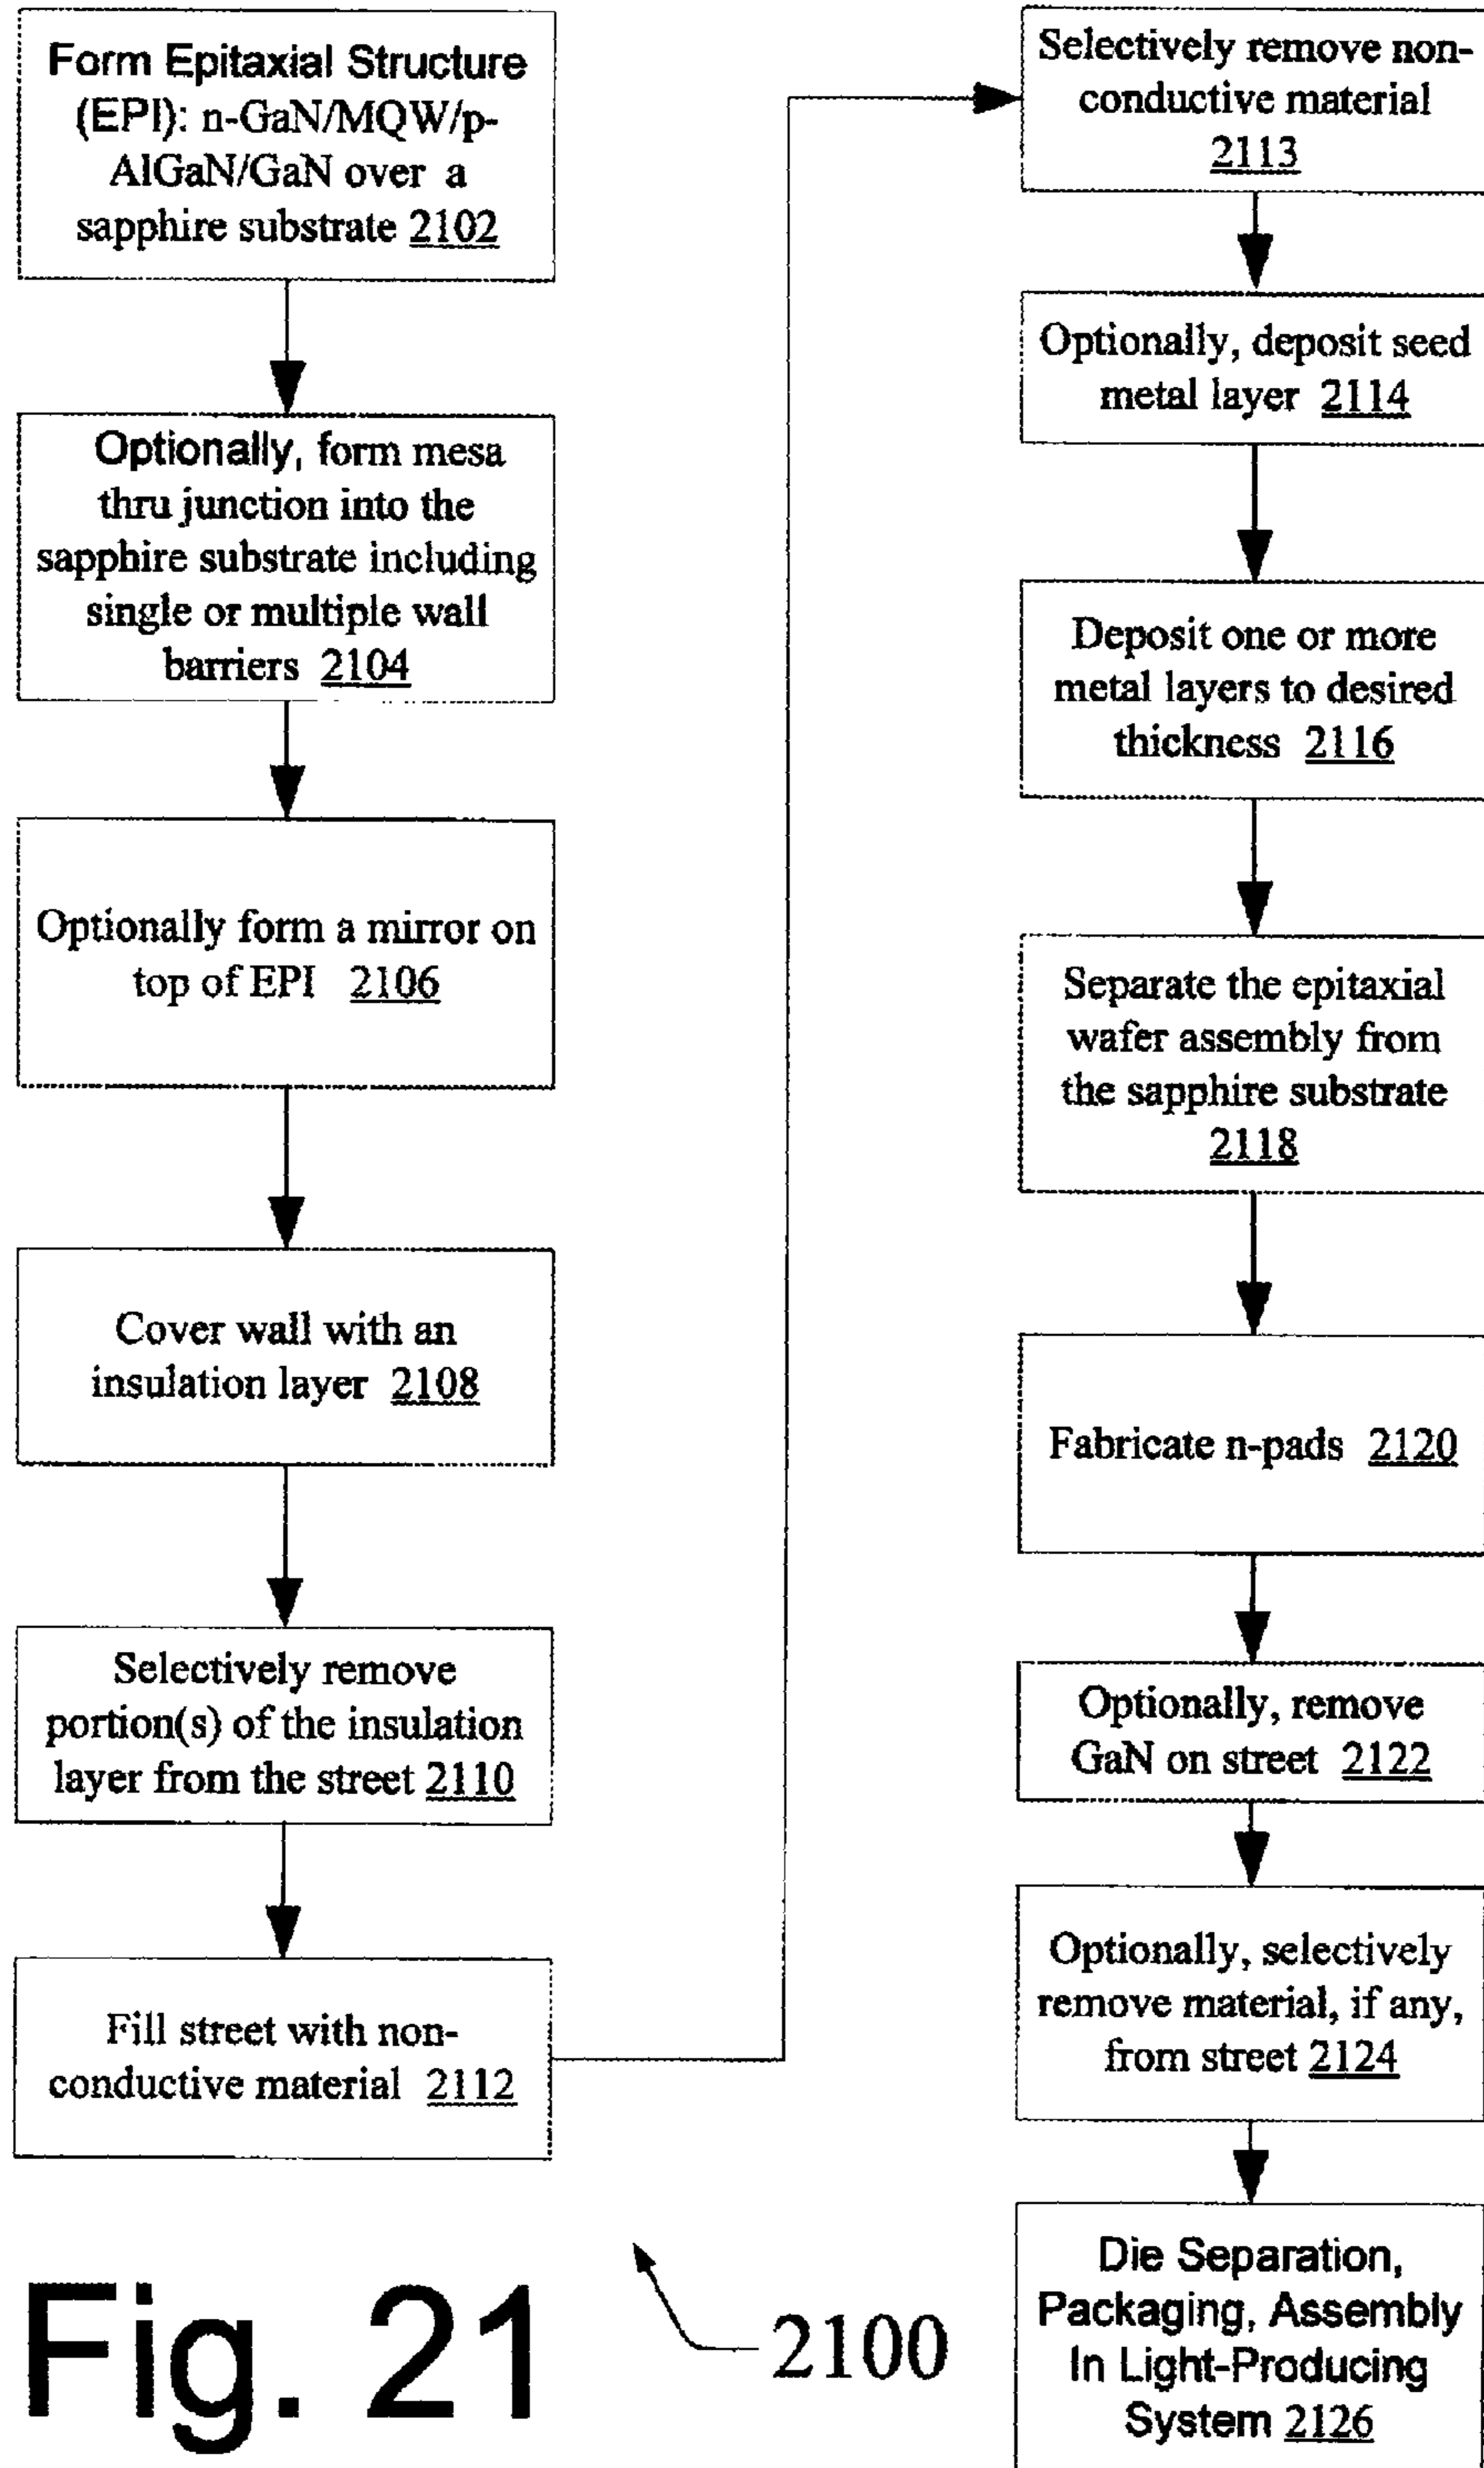 Form Epitaxial Structure
(EPI): n-GaN/MQW/p-
AlGaN/GaN over a
sapphire substrate 2102
Optionally, form mesa
thru junction into the
sapphire substrate including
single or multiple wall
barriers 2104
Optionally form a mirror on
top of EPI 2106
Cover wall with an
insulation layer 2108
Selectively remove
portion(s) of the insulation
layer from the street 2110
Fill street with non-
conductive material 2112
Selectively remove non-
conductive material
2113
Optionally, deposit seed
metal layer 2114
Deposit one or more
metal layers to desired
thickness 2116
Separate the epitaxial
wafer assembly from
the sapphire substrate
2118
Fabricate n-pads 2120
Optionally, remove
GaN on street 2122
Optionally, selectively
remove material, if any,
from street 2124
Die Separation,
Packaging, Assembly
In Light-Producing
System 2126
Fig. 21
2100